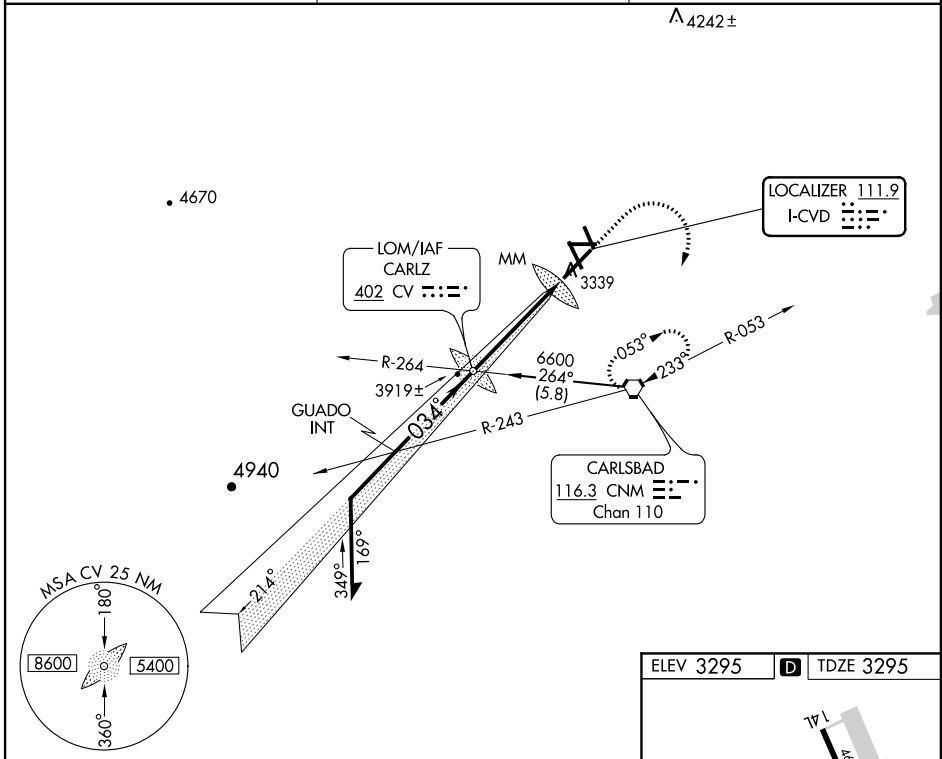 4242±
4670
LOCALIZER 111.9
I-CVD
LOM/IAF
CARLZ
402 CV
MM
3339
R-053
R-264
6600
264°
(5.8)
053°
233°
3919±
034°
R-243
GUADO
INT
4940
CARLSBAD
116.3 CNM
Chan 110
349°
169°
214°
MSA CV 25 NM
180°
8600
5400
360°
ELEV 3295
D
TDZE 3295
14L